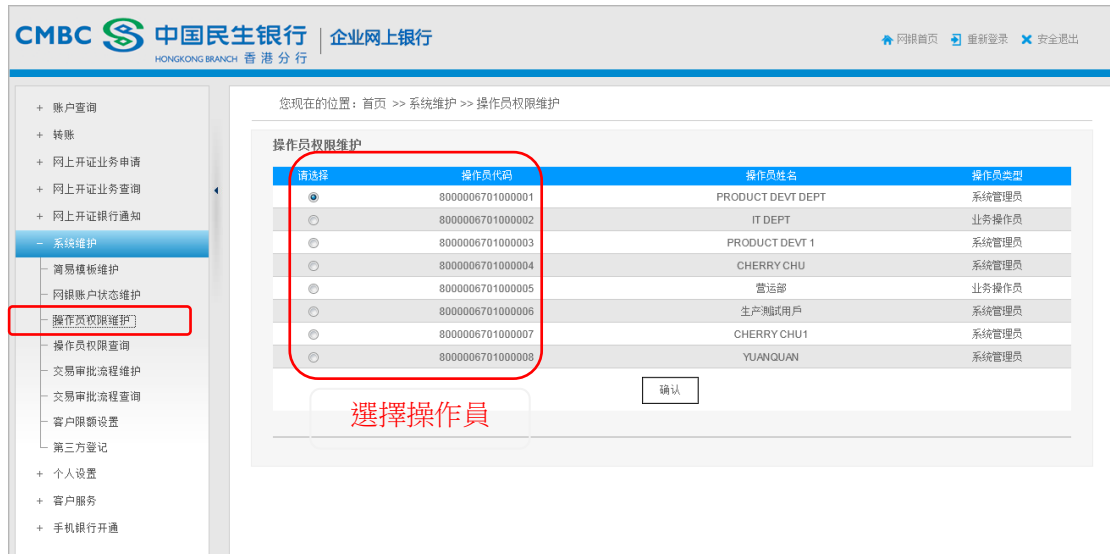 CMBC 中国民生银行 企业网上银行
HONGKONG BRANCH 香港分行
网银首页 重新登录 安全退出
+ 账户查询
+ 转账
+ 网上开证业务申请
+ 网上开证业务查询
+ 网上开证银行通知
- 系统维护
简易模板维护
网银账户状态维护
操作员权限维护
操作员权限查询
交易审批流程维护
交易审批流程查询
客户限额设置
第三方登记
+ 个人设置
+ 客户服务
+ 手机银行开通
您现在的位置：首页 >> 系统维护 >> 操作员权限维护
操作员权限维护
请选择 操作员代码 操作员姓名 操作员类型
8000006701000001 PRODUCT DEVT DEPT 系统管理员
8000006701000002 IT DEPT 业务操作员
8000006701000003 PRODUCT DEVT 1 系统管理员
8000006701000004 CHERRY CHU 系统管理员
8000006701000005 营运部 业务操作员
8000006701000006 生产測試用戶 系统管理员
8000006701000007 CHERRY CHU1 系统管理员
8000006701000008 YUANQUAN 系统管理员
确认
選擇操作員